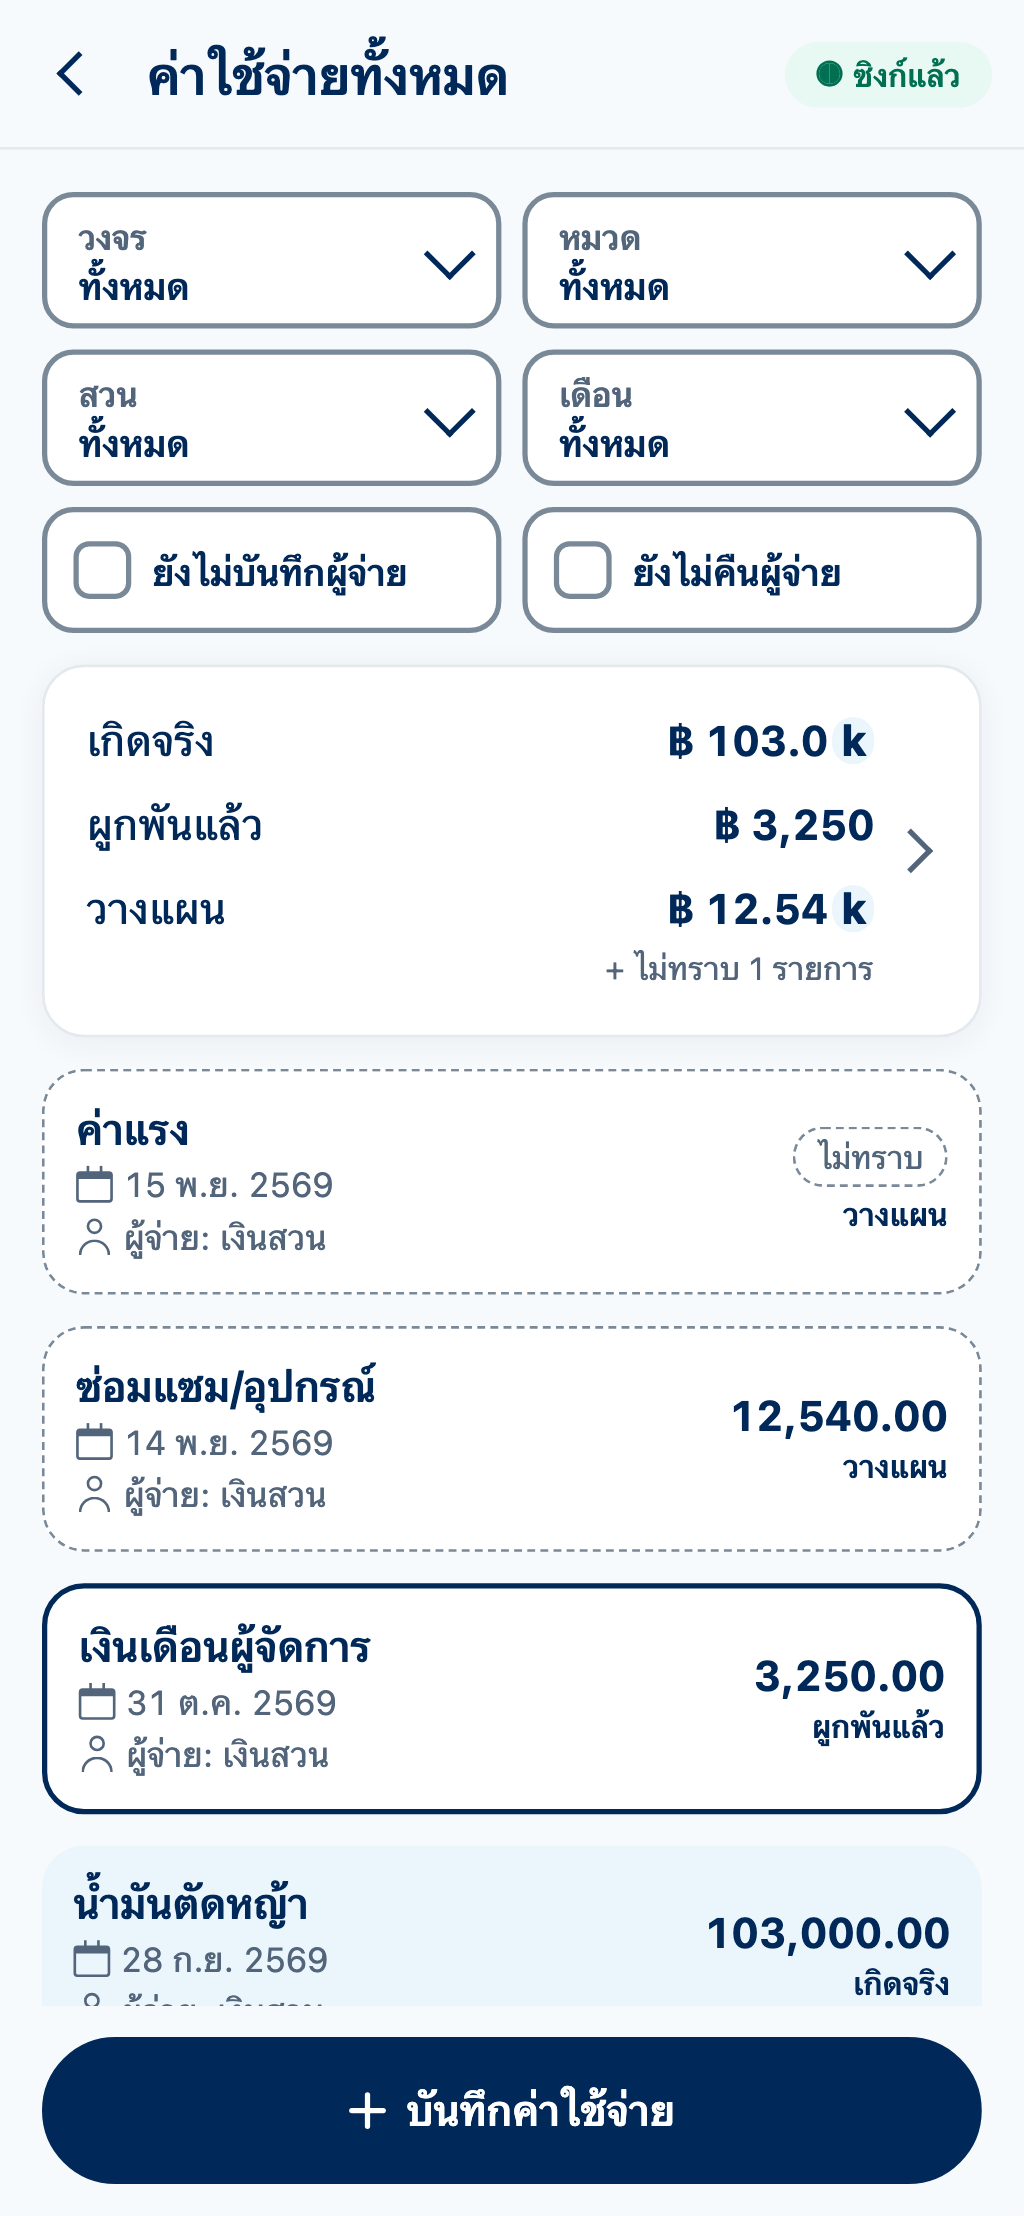 ค่าใช้จ่ายทั้งหมด
ซิงก์แล้ว
วงจร
ทั้งหมด
หมวด
ทั้งหมด
สวน
ทั้งหมด
เดือน
ทั้งหมด
ยังไม่บันทึกผู้จ่าย
ยังไม่คืนผู้จ่าย
เกิดจริง ฿ 103.0 k
ผูกพันแล้ว ฿ 3,250
วางแผน ฿ 12.54 k
+ ไม่ทราบ 1 รายการ
ค่าแรง
15 พ.ย. 2569
ผู้จ่าย: เงินสวน
ไม่ทราบ
วางแผน
ซ่อมแซม/อุปกรณ์
14 พ.ย. 2569
ผู้จ่าย: เงินสวน
12,540.00
วางแผน
เงินเดือนผู้จัดการ
31 ต.ค. 2569
ผู้จ่าย: เงินสวน
3,250.00
ผูกพันแล้ว
น้ำมันตัดหญ้า
28 ก.ย. 2569
103,000.00
เกิดจริง
+ บันทึกค่าใช้จ่าย